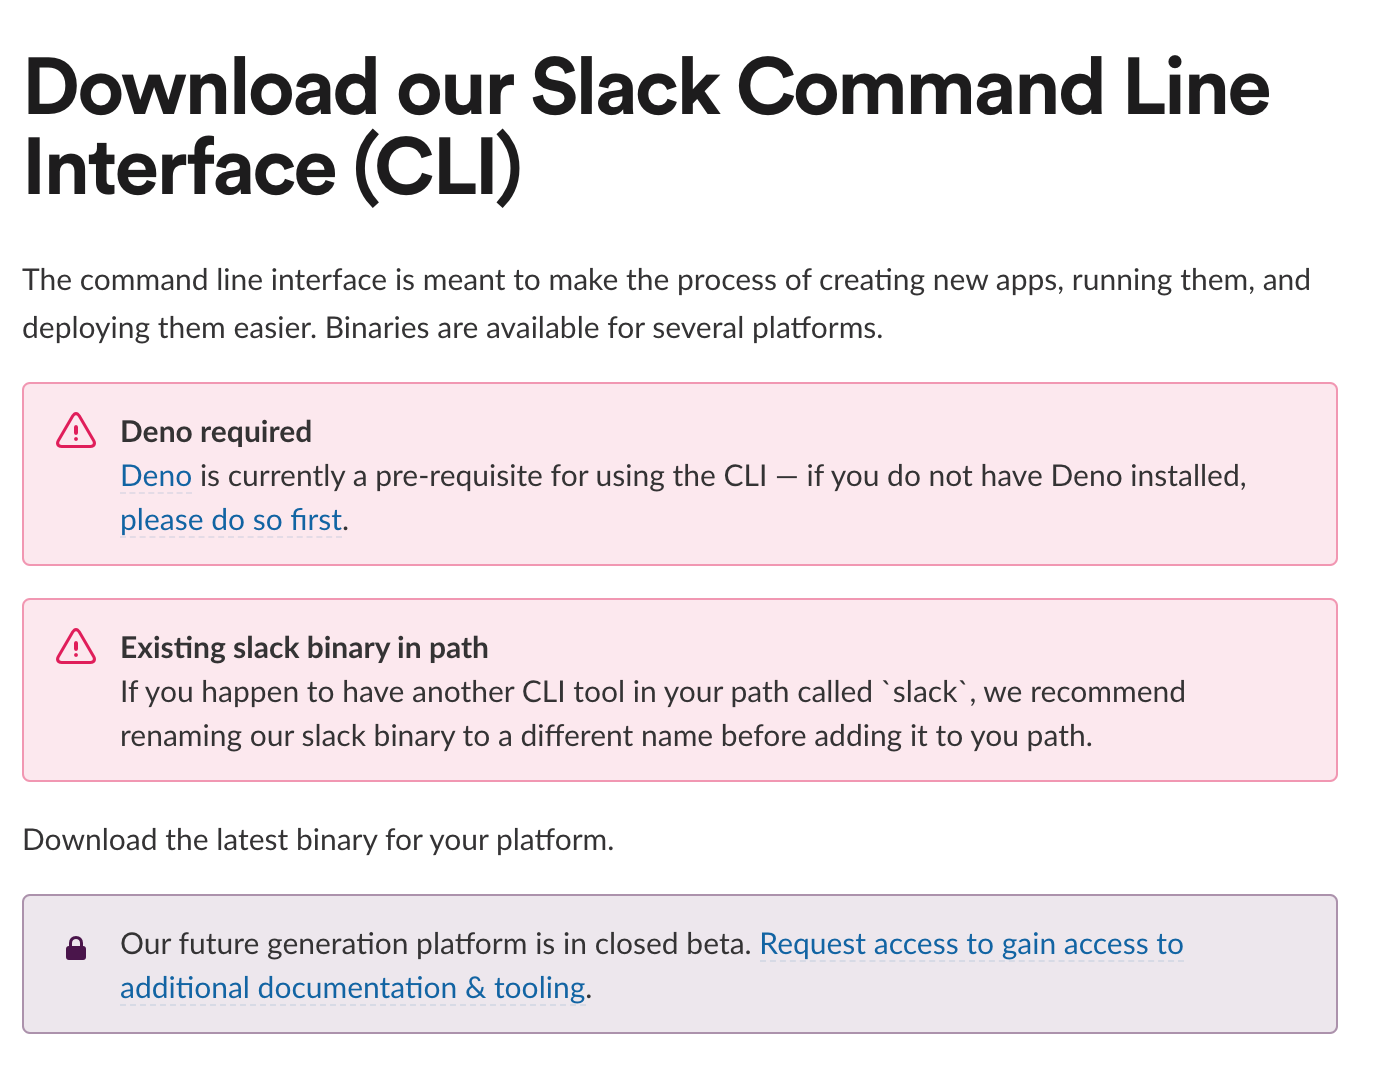 Download our Slack Command Line
Interface (CLI)
The command line interface is meant to make the process of creating new apps, running them, and
deploying them easier. Binaries are available for several platforms.
Deno required
Deno is currently a pre-requisite for using the CLI — if you do not have Deno installed,
please do so first.
Existing slack binary in path
If you happen to have another CLI tool in your path called `slack`, we recommend
renaming our slack binary to a different name before adding it to you path.
Download the latest binary for your platform.
Our future generation platform is in closed beta. Request access to gain access to
additional documentation & tooling.